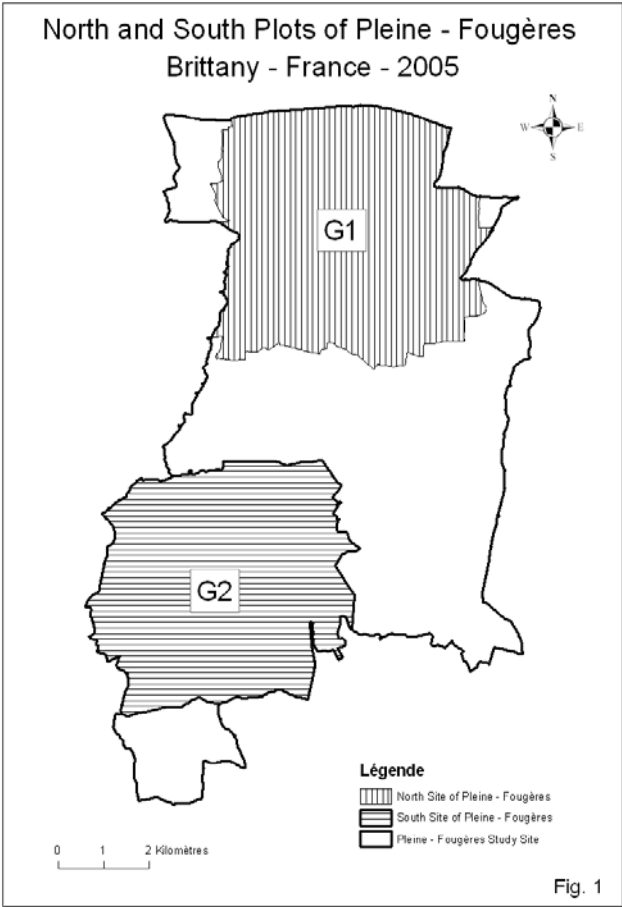 North and South Plots of Pleine - Fougères
Brittany - France - 2005
N
W E
S
G1
G2
Légende
North Site of Pleine - Fougères
South Site of Pleine - Fougères
Pleine - Fougères Study Site
0 1 2 Kilomètres
Fig. 1